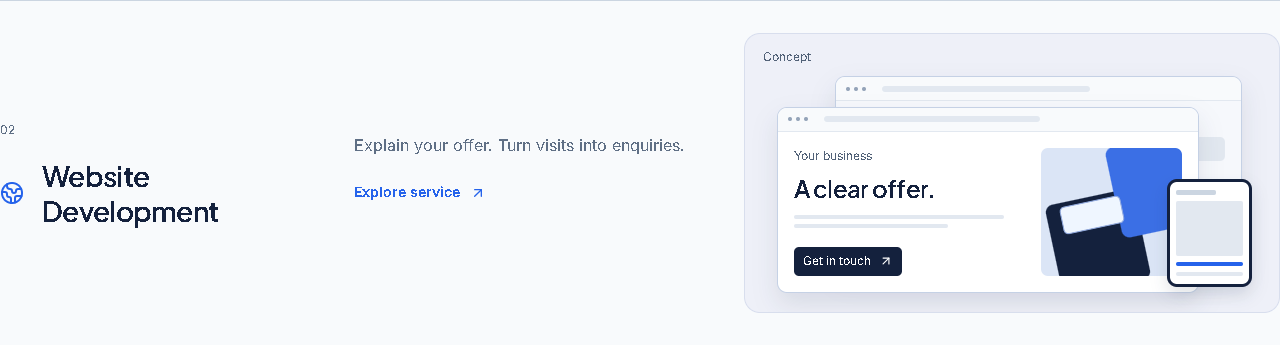 02
Website
Development
Explain your offer. Turn visits into enquiries.
Explore service
Concept
Your business
A clear offer.
Get in touch